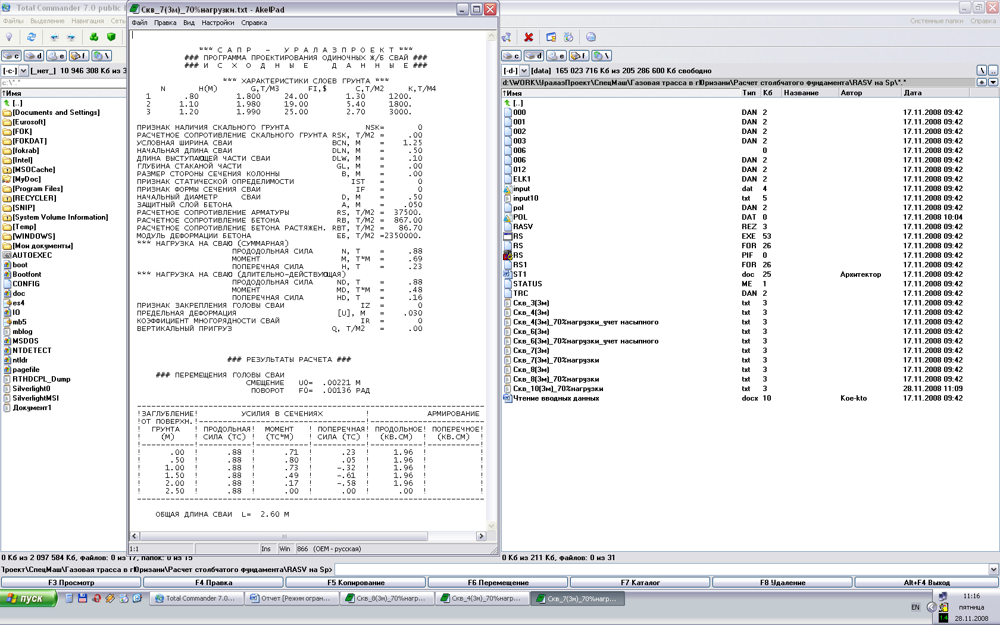 Total Commander 7.0 public
Файлы Выделение Навигация Сеть
Системные папки Справка
Скв_7(3м)_70%нагрузки.txt - AkelPad
Файл Правка Вид Настройки Справка
*** С А П Р - У Р А Л А З П Р О Е К Т ***
### ПРОГРАММА ПРОЕКТИРОВАНИЯ ОДИНОЧНЫХ Ж/Б СВАЙ ###
### И С Х О Д Н Ы Е Д А Н Н Ы Е ###
*** ХАРАКТЕРИСТИКИ СЛОЕВ ГРУНТА ***
N H(М) G,Т/М3 FI,$ C,Т/М2 K,Т/М4
1 .80 1.800 24.00 1.30 1200.
2 1.10 1.980 19.00 5.40 1800.
3 1.20 1.990 25.00 2.70 3000.
ПРИЗНАК НАЛИЧИЯ СКАЛЬНОГО ГРУНТА NSK= 0
РАСЧЕТНОЕ СОПРОТИВЛЕНИЕ СКАЛЬНОГО ГРУНТА RSK, Т/М2 = .00
УСЛОВНАЯ ШИРИНА СВАИ BCN, М = 1.25
НАЧАЛЬНАЯ ДЛИНА СВАИ DLN, М = .50
ДЛИНА ВЫСТУПАЮЩЕЙ ЧАСТИ СВАИ DLW, М = .10
ГЛУБИНА СТАКАНОЙ ЧАСТИ GL, М = .00
РАЗМЕР СТОРОНЫ СЕЧЕНИЯ КОЛОННЫ B, М = .00
ПРИЗНАК СТАТИЧЕСКОЙ ОПРЕДЕЛИМОСТИ IST = 0
ПРИЗНАК ФОРМЫ СЕЧЕНИЯ СВАИ IF = 0
НАЧАЛЬНЫЙ ДИАМЕТР СВАИ D, М = .50
ЗАЩИТНЫЙ СЛОЙ БЕТОНА A, М = .050
РАСЧЕТНОЕ СОПРОТИВЛЕНИЕ АРМАТУРЫ RS, Т/М2 = 37500.
РАСЧЕТНОЕ СОПРОТИВЛЕНИЕ БЕТОНА RB, Т/М2 = 867.00
РАСЧЕТНОЕ СОПРОТИВЛЕНИЕ БЕТОНА РАСТЯЖЕН. RBT, Т/М2 = 86.70
МОДУЛЬ ДЕФОРМАЦИИ БЕТОНА EБ, Т/М2 =2350000.
*** НАГРУЗКА НА СВАЮ (СУММАРНАЯ)
ПРОДОДОЛЬНАЯ СИЛА N, Т = .88
МОМЕНТ M, Т*М = .69
ПОПЕРЕЧНАЯ СИЛА H, Т = .23
*** НАГРУЗКА НА СВАЮ (ДЛИТЕЛЬНО-ДЕЙСТВУЮЩАЯ)
ПРОДОДОЛЬНАЯ СИЛА ND, Т = .88
МОМЕНТ MD, Т*М = .48
ПОПЕРЕЧНАЯ СИЛА HD, Т = .16
ПРИЗНАК ЗАКРЕПЛЕНИЯ ГОЛОВЫ СВАИ IZ = 0
ПРЕДЕЛЬНАЯ ДЕФОРМАЦИЯ [U], М = .030
КОЭФФИЦИЕНТ МНОГОРЯДНОСТИ СВАЙ IR = 0
ВЕРТИКАЛЬНЫЙ ПРИГРУЗ Q, Т/М2 = .00
### РЕЗУЛЬТАТЫ РАСЧЕТА ###
### ПЕРЕМЕЩЕНИЯ ГОЛОВЫ СВАИ
СМЕЩЕНИЕ U0= .00221 М
ПОВОРОТ F0= .00136 РАД
!ЗАГЛУБЛЕНИЕ! УСИЛИЯ В СЕЧЕНИЯХ ! АРМИРОВАНИЕ
!ОТ ПОВЕРХН.!
! ГРУНТА ! ПРОДОЛЬНАЯ! МОМЕНТ ! ПОПЕРЕЧНАЯ! ПРОДОЛЬНОЕ! ПОПЕРЕЧНОЕ!
! (М) ! СИЛА (ТС) ! (ТС*М) ! СИЛА (ТС) ! (КВ.СМ) ! (КВ.СМ) !
! .00 ! .88 ! .71 ! .23 ! 1.96 ! !
! .50 ! .88 ! .80 ! .05 ! 1.96 ! !
! 1.00 ! .88 ! .73 ! -.32 ! 1.96 ! !
! 1.50 ! .88 ! .49 ! -.61 ! 1.96 ! !
! 2.00 ! .88 ! .17 ! -.58 ! 1.96 ! !
! 2.50 ! .88 ! .00 ! .00 ! .00 ! !
ОБЩАЯ ДЛИНА СВАИ L= 2.60 М
1:1 Ins Win 866 (OEM - русская)
c d e f \
[-c-] [_нет_] 10 946 308 Кб из 3
c:\*.*
↑Имя
[..]
[Documents and Settings]
[Eurosoft]
[FOK]
[FOKDAT]
[fokrab]
[Intel]
[MSOCache]
[MyDoc]
[Program Files]
[RECYCLER]
[SNIP]
[System Volume Information]
[Temp]
[WINDOWS]
[Мои документы]
AUTOEXEC
boot
Bootfont
CONFIG
doc
es4
IO
mb5
mblog
MSDOS
NTDETECT
ntldr
pagefile
RTHDCPL_Dump
Silverlight0
SilverlightMSI
Документ1
0 Кб из 2 097 584 Кб, файлов: 0 из 17, папок: 0 из 15
c d e f \
[-d-] [data] 165 023 716 Кб из 205 286 600 Кб свободно \ ..
d:\WORK\УралазПроект\СпецМаш\Газовая трасса в г.Юризани\Расчет столбчатого фундамента\RASV на Sp\*.*
↑Имя Тип Кб Название Автор Дата
[..]
000 DAN 2 17.11.2008 09:42
001 DAN 2 17.11.2008 09:42
002 DAN 2 17.11.2008 09:42
003 DAN 2 17.11.2008 09:42
006 0 17.11.2008 09:42
006 DAN 2 17.11.2008 09:42
012 DAN 2 17.11.2008 09:42
ELK1 DAN 2 17.11.2008 09:42
input dat 4 17.11.2008 09:42
input10 txt 5 17.11.2008 09:42
pol DAN 2 17.11.2008 09:42
POL DAT 0 17.11.2008 10:04
RASV REZ 3 17.11.2008 09:42
RS EXE 53 17.11.2008 09:42
RS FOR 26 17.11.2008 09:42
RS PIF 0 17.11.2008 09:42
RS1 FOR 26 17.11.2008 09:42
ST1 doc 25 Архитектор 17.11.2008 09:42
STATUS ME 1 17.11.2008 09:42
TRC DAN 2 17.11.2008 09:42
Скв_3(3м) txt 3 17.11.2008 09:42
Скв_4(3м) txt 3 17.11.2008 09:42
Скв_4(3м)_70%нагрузки_учет насыпного txt 3 17.11.2008 09:42
Скв_6(3м) txt 3 17.11.2008 09:42
Скв_6(3м)_70%нагрузки_учет насыпного txt 3 17.11.2008 09:42
Скв_7(3м) txt 3 17.11.2008 09:42
Скв_7(3м)_70%нагрузки txt 3 17.11.2008 09:42
Скв_8(3м) txt 3 17.11.2008 09:42
Скв_8(3м)_70%нагрузки txt 3 17.11.2008 09:42
Скв_10(3м)_70%нагрузки txt 3 28.11.2008 11:09
Чтение вводных данных docx 10 Koe-kto 17.11.2008 09:42
0 Кб из 211 Кб, файлов: 0 из 31
Проект\СпецМаш\Газовая трасса в г.Юризани\Расчет столбчатого фундамента\RASV на Sp>
F3 Просмотр F4 Правка F5 Копирование F6 Перемещение F7 Каталог F8 Удаление Alt+F4 Выход
пуск
Total Commander 7.0...
Отчет [Режим огран...
Скв_8(3м)_70%нагр...
Скв_4(3м)_70%нагр...
Скв_7(3м)_70%нагр...
EN
1.4
11:16
пятница
28.11.2008